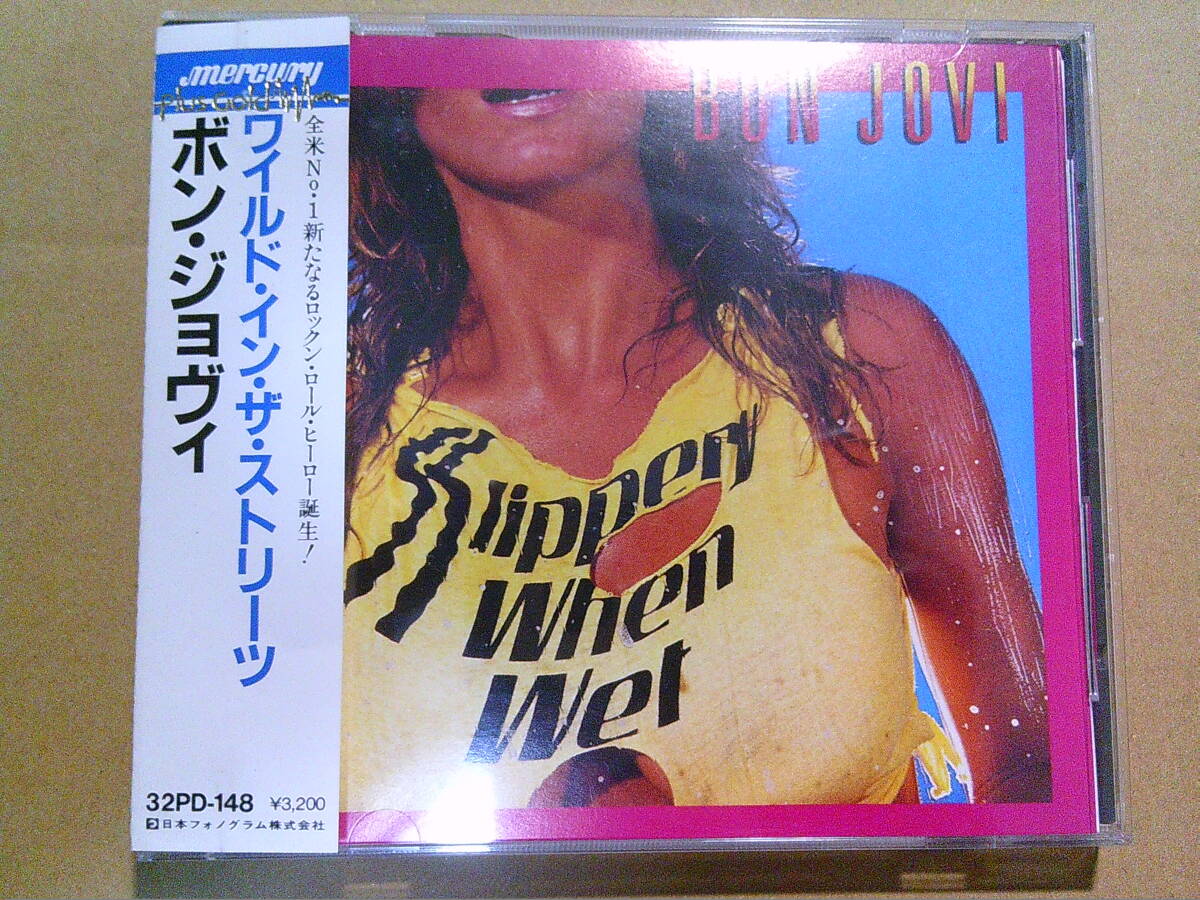 mercury
plus GOLD
全米No.1新たなるロックン・ロール・ヒーロー誕生!
ワイルド・イン・ザ・ストリーツ
ボン・ジョヴィ
32PD-148 ¥3,200
日本フォノグラム株式会社
BON JOVI
Slippery
When
Wet